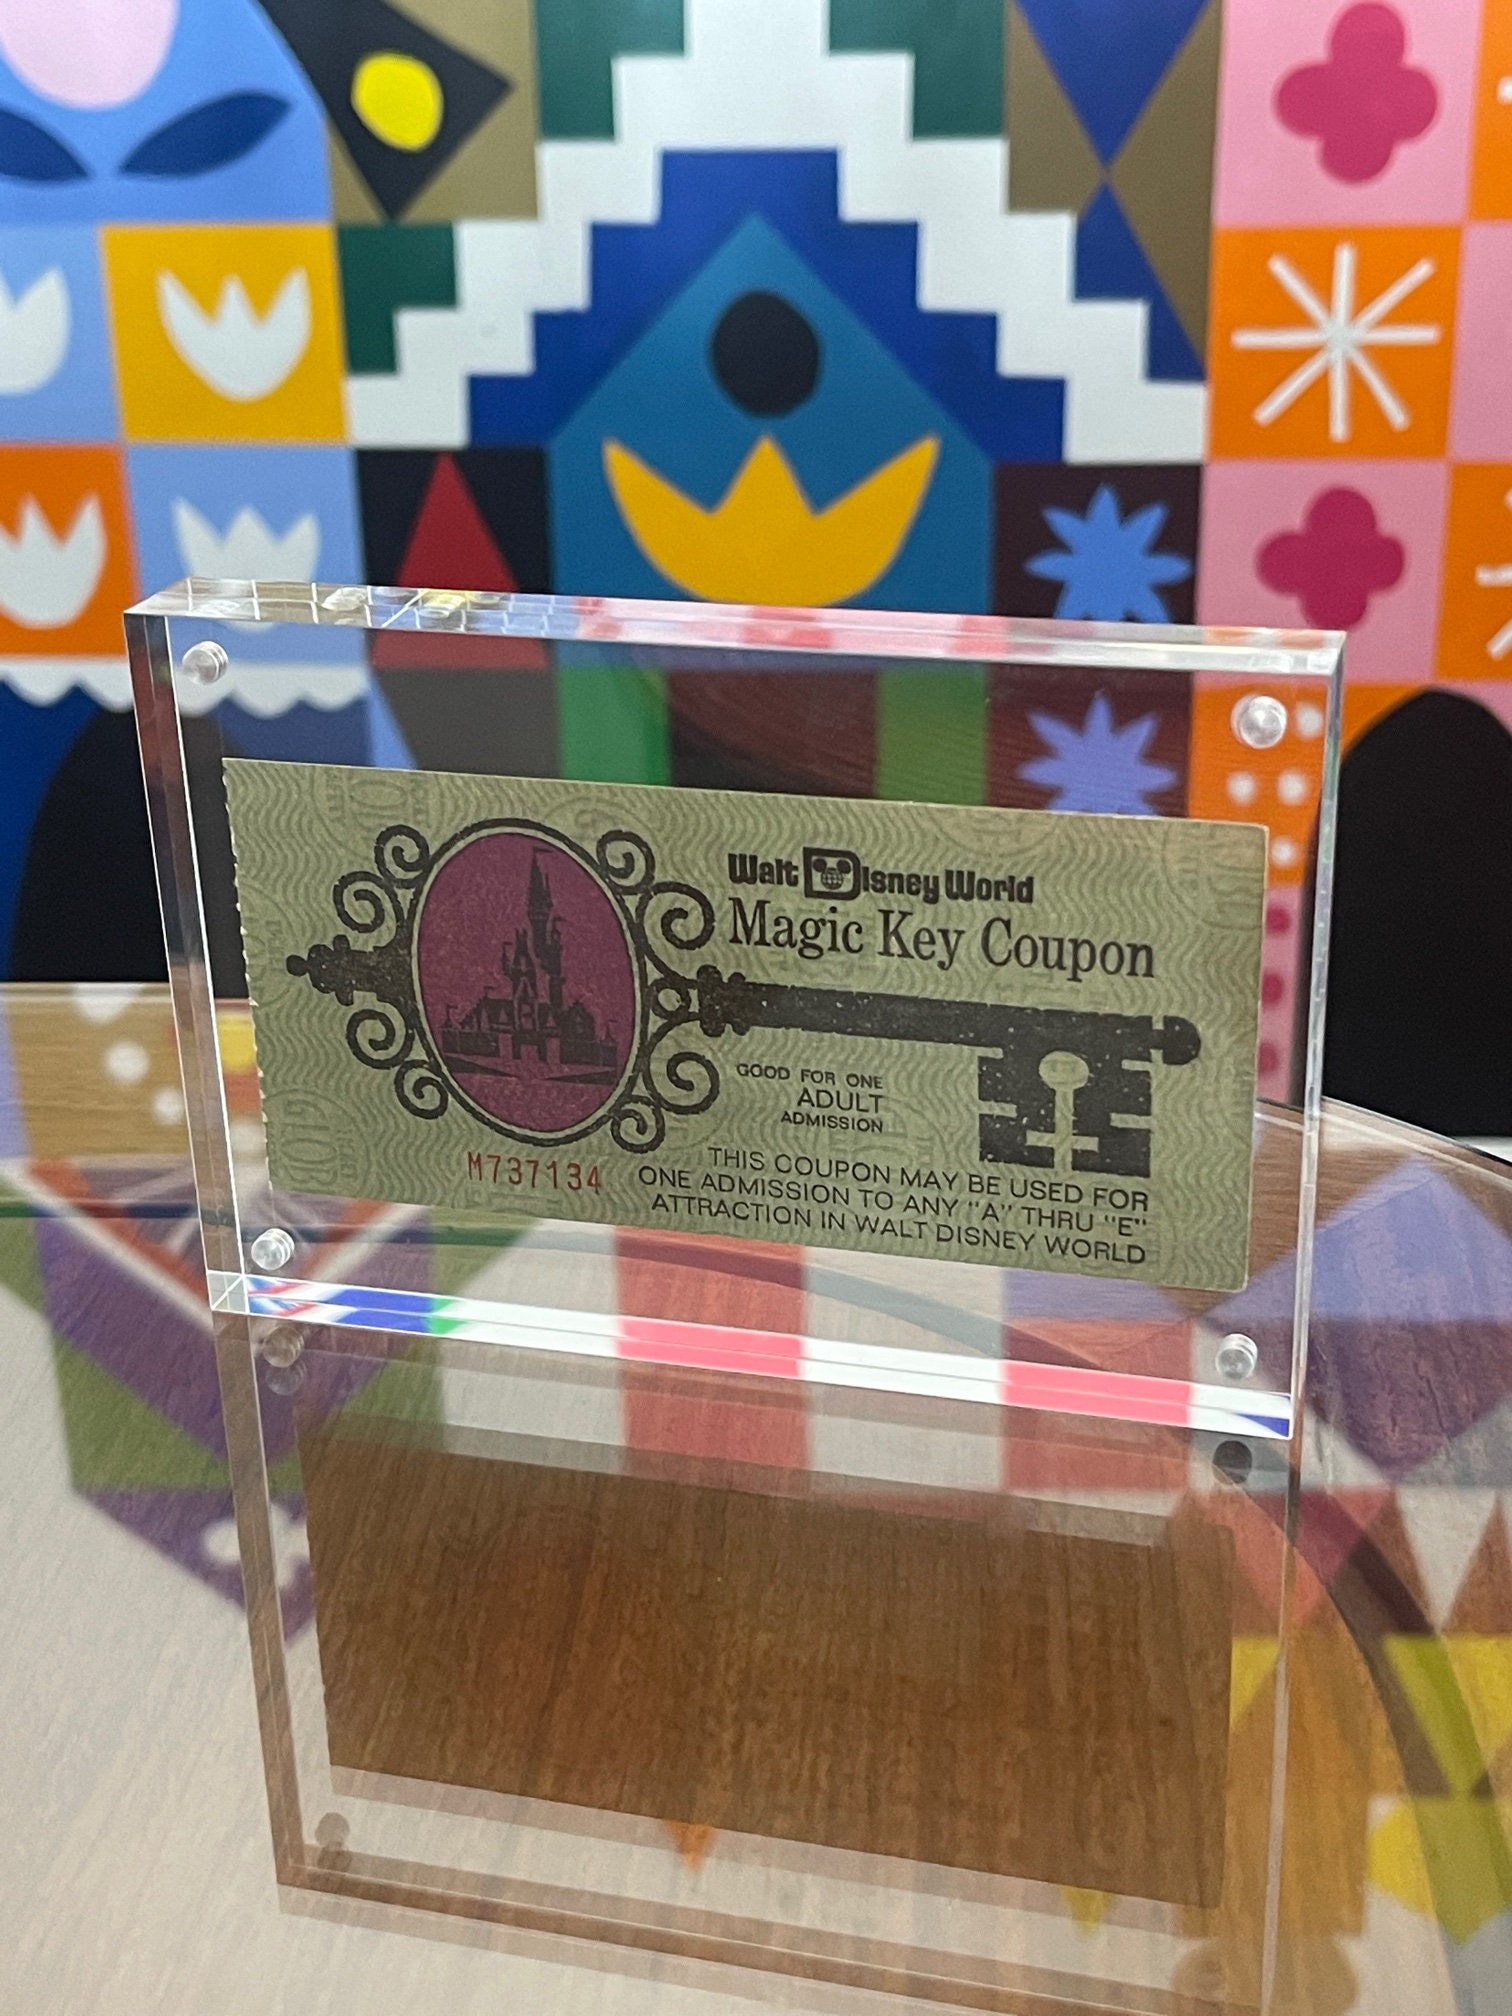 Walt Disney World
Magic Key Coupon
GOOD FOR ONE
ADULT
ADMISSION
M737134
THIS COUPON MAY BE USED FOR
ONE ADMISSION TO ANY "A" THRU "E"
ATTRACTION IN WALT DISNEY WORLD